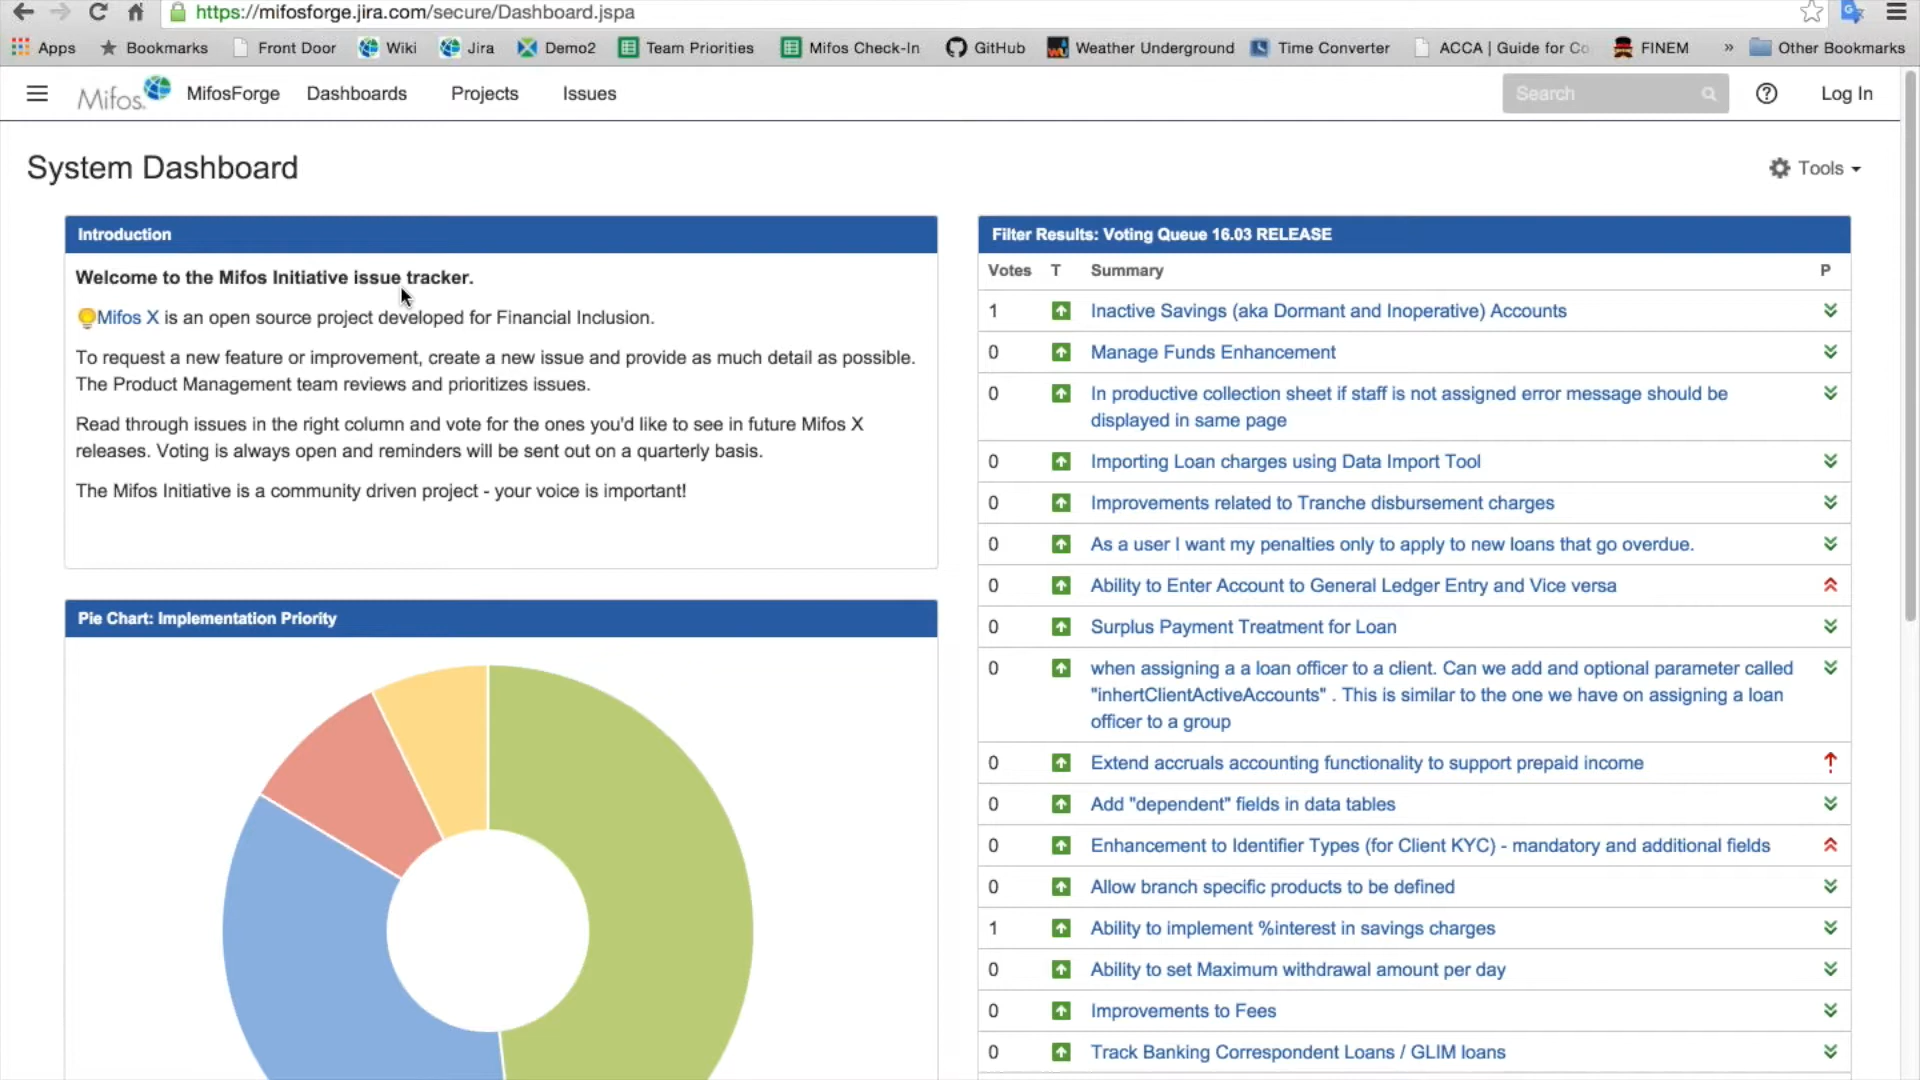 https://mifosforge.jira.com/secure/Dashboard.jspa
Apps Bookmarks Front Door Wiki Jira Demo2 Team Priorities Mifos Check-In GitHub Weather Underground Time Converter ACCA | Guide for Co FINEM » Other Bookmarks
Mifos MifosForge Dashboards Projects Issues Search Log In
System Dashboard
Tools
Introduction
Welcome to the Mifos Initiative issue tracker.
Mifos X is an open source project developed for Financial Inclusion.
To request a new feature or improvement, create a new issue and provide as much detail as possible.
The Product Management team reviews and prioritizes issues.
Read through issues in the right column and vote for the ones you'd like to see in future Mifos X
releases. Voting is always open and reminders will be sent out on a quarterly basis.
The Mifos Initiative is a community driven project - your voice is important!
Pie Chart: Implementation Priority
Filter Results: Voting Queue 16.03 RELEASE
Votes T Summary P
1 Inactive Savings (aka Dormant and Inoperative) Accounts
0 Manage Funds Enhancement
0 In productive collection sheet if staff is not assigned error message should be
displayed in same page
0 Importing Loan charges using Data Import Tool
0 Improvements related to Tranche disbursement charges
0 As a user I want my penalties only to apply to new loans that go overdue.
0 Ability to Enter Account to General Ledger Entry and Vice versa
0 Surplus Payment Treatment for Loan
0 when assigning a a loan officer to a client. Can we add and optional parameter called
"inhertClientActiveAccounts" . This is similar to the one we have on assigning a loan
officer to a group
0 Extend accruals accounting functionality to support prepaid income
0 Add "dependent" fields in data tables
0 Enhancement to Identifier Types (for Client KYC) - mandatory and additional fields
0 Allow branch specific products to be defined
1 Ability to implement %interest in savings charges
0 Ability to set Maximum withdrawal amount per day
0 Improvements to Fees
0 Track Banking Correspondent Loans / GLIM loans